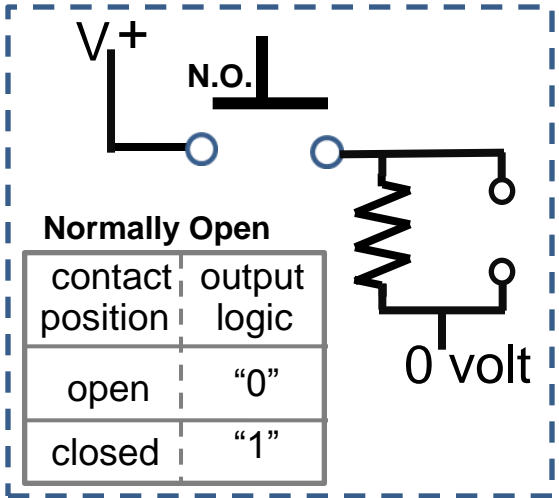 V+
N.O.
Normally Open
contact output
position logic
open “0”
closed “1”
0 volt